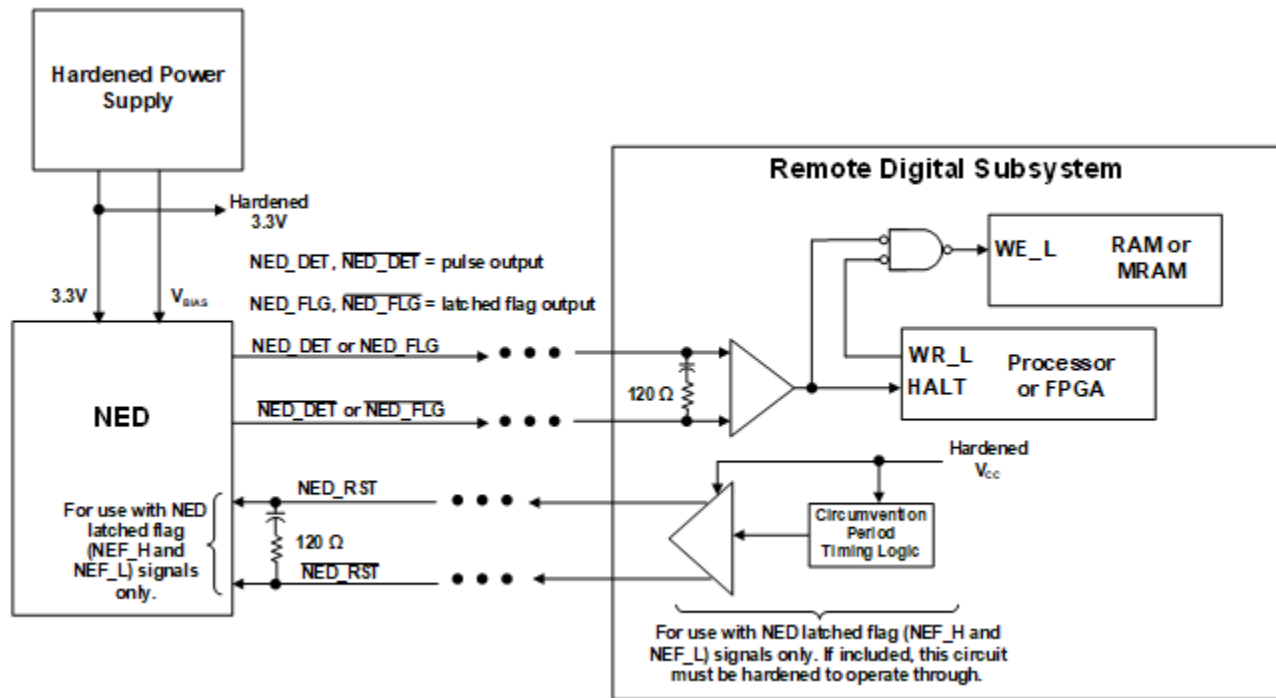 Hardened Power
Supply
Hardened
3.3V
NED_DET, NED_DET = pulse output
3.3V
VBIAS
NED_FLG, NED_FLG = latched flag output
NED_DET or NED_FLG
NED_DET or NED_FLG
NED
120 Ω
For use with NED
latched flag
(NEF_H and
NEF_L) signals
only.
NED_RST
120 Ω
NED_RST
Remote Digital Subsystem
WE_L
RAM or
MRAM
WR_L
HALT
Processor
or FPGA
Hardened
VCC
Circumvention
Period
Timing Logic
For use with NED latched flag (NEF_H and
NEF_L) signals only. If included, this circuit
must be hardened to operate through.